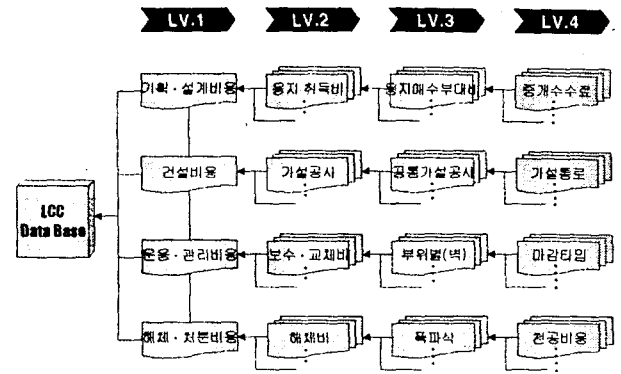 LV.1 LV.2 LV.3 LV.4
기획·설계비용 용지 취득비 용지매수부대비 중개수수료
건설비용 가설공사 공통가설공사 가설통로
LCC
Data Base
운용·관리비용 보수·교체비 부위별(벽) 마감타입
해체·처분비용 해체비 폭파식 천공비용